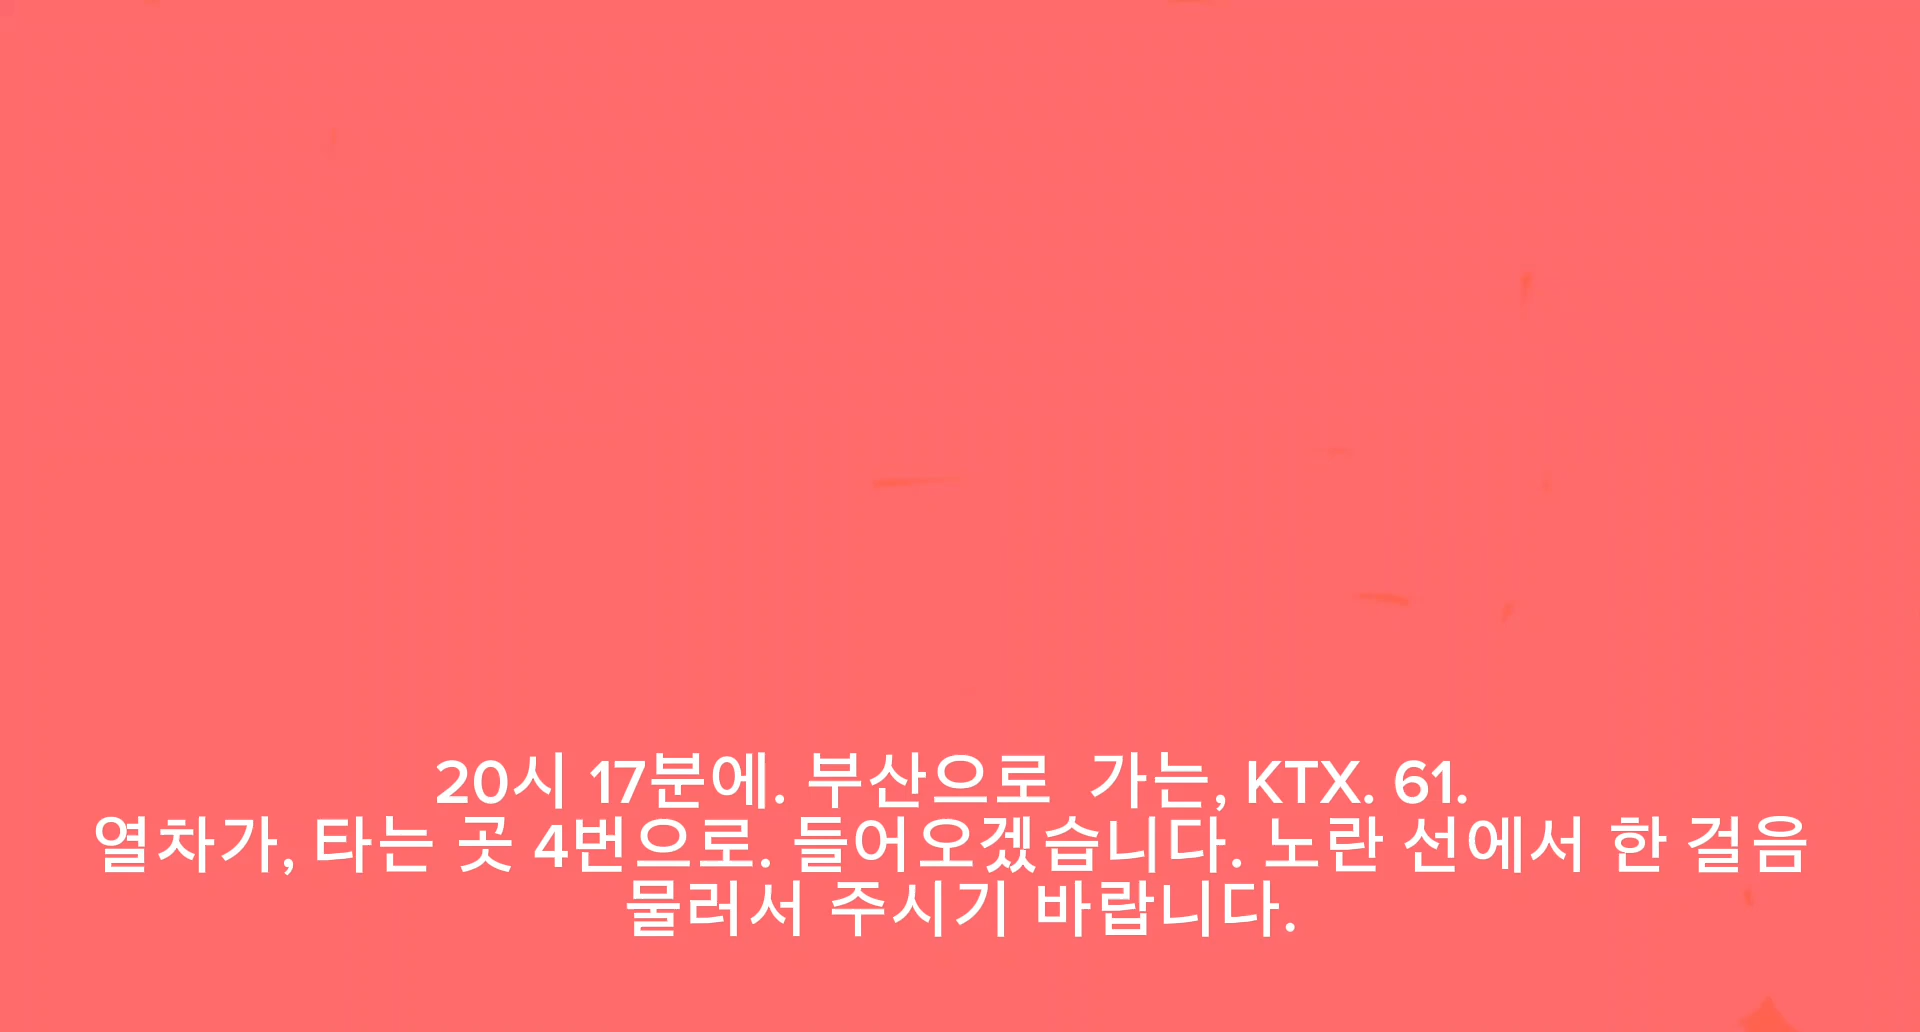 20시 17분에. 부산으로  가는, KTX. 61.
열차가, 타는 곳 4번으로. 들어오겠습니다. 노란 선에서 한 걸음
물러서 주시기 바랍니다.